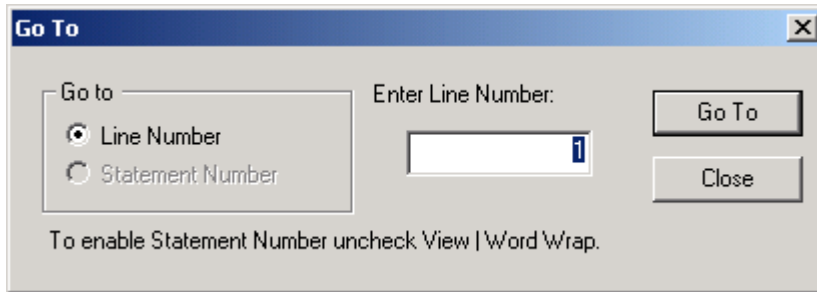 Go To
Go to
Line Number
Statement Number
Enter Line Number:
1
Go To
Close
To enable Statement Number uncheck View | Word Wrap.